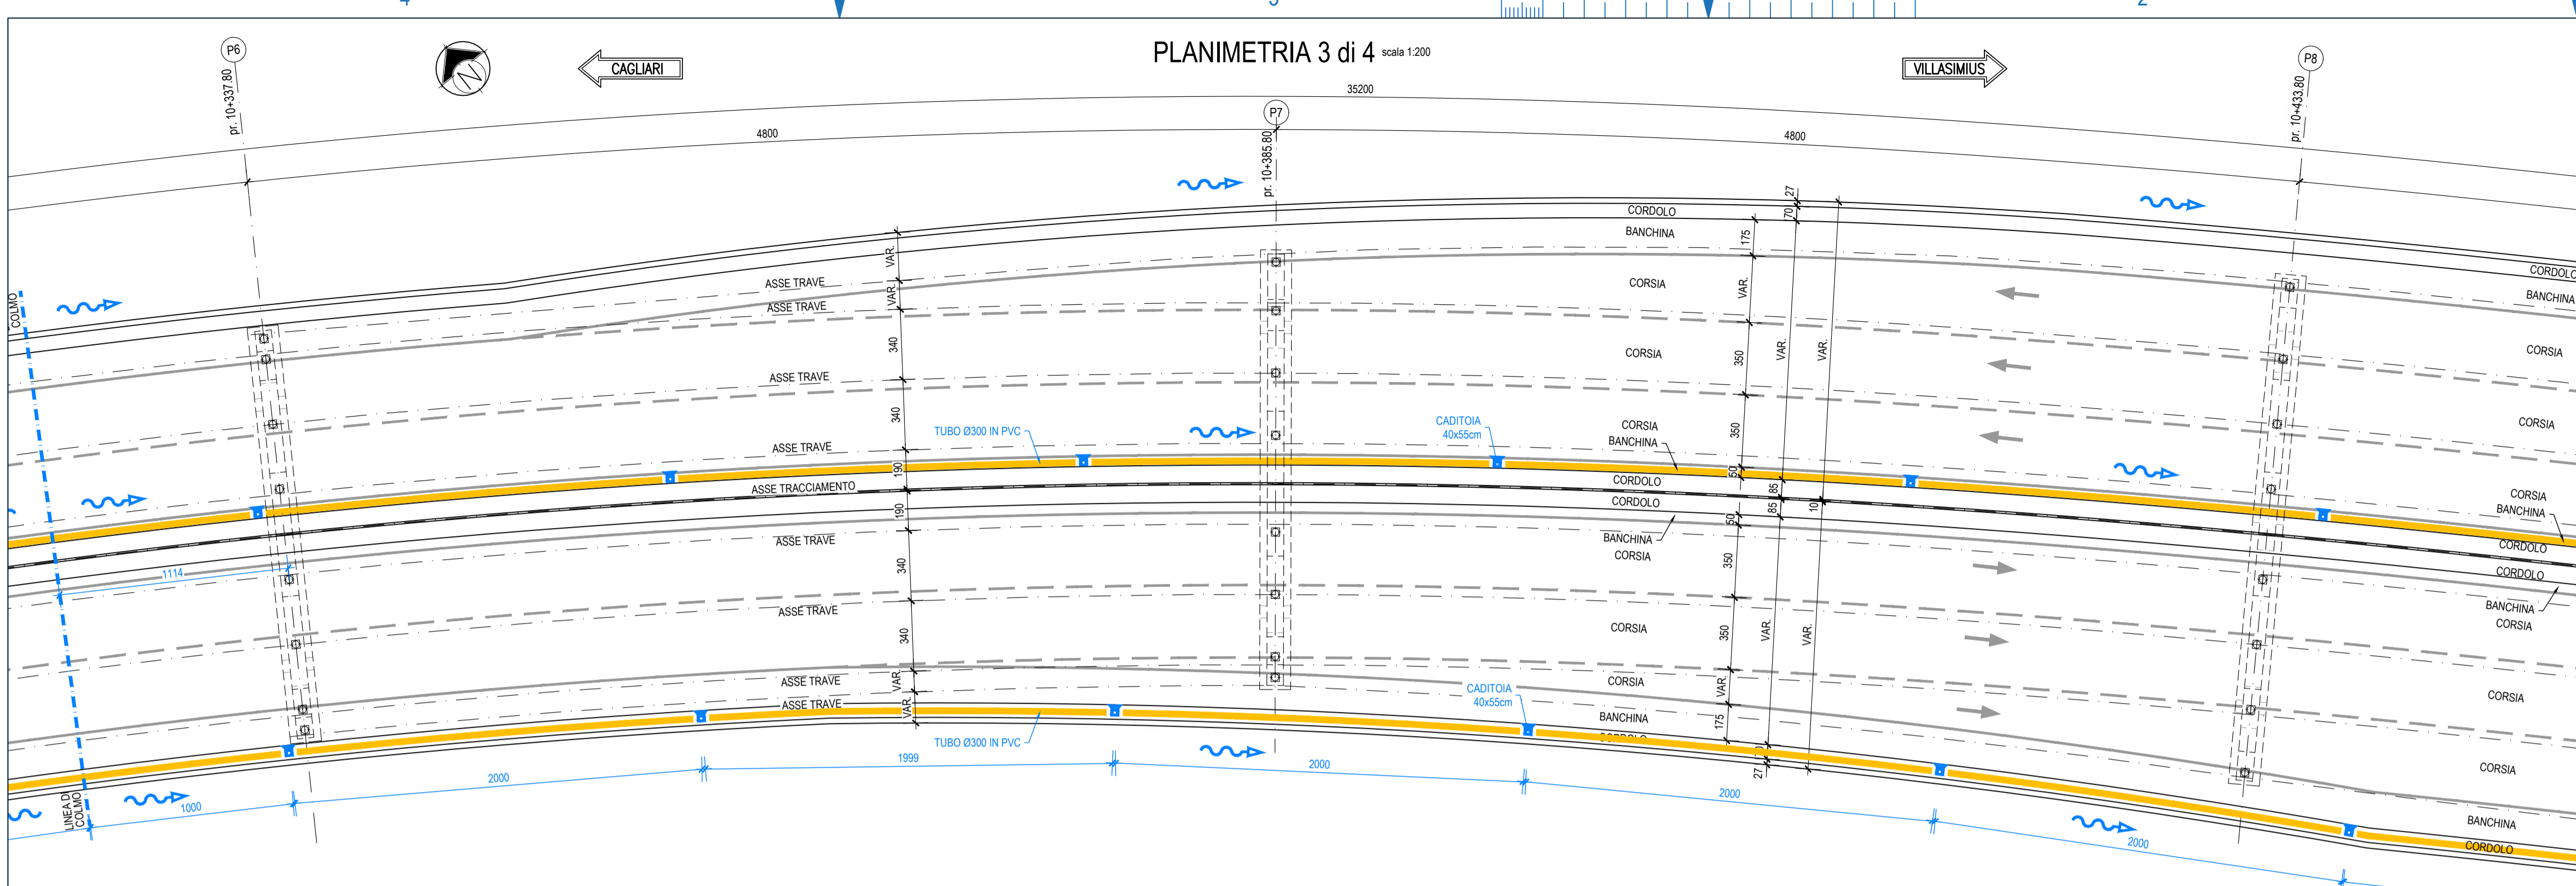 4
3
2
PLANIMETRIA 3 di 4 scala 1:200
P6
pr. 10+337.80
N
CAGLIARI
VILLASIMIUS
P7
pr. 10+385.80
P8
pr. 10+433.80
35200
4800
4800
COLMO
LINEA DI
COLMO
1114
1000
2000
1999
2000
2000
2000
ASSE TRAVE
ASSE TRAVE
ASSE TRAVE
ASSE TRAVE
ASSE TRACCIAMENTO
ASSE TRAVE
ASSE TRAVE
ASSE TRAVE
ASSE TRAVE
VAR.
VAR.
340
340
190
190
340
340
VAR.
VAR.
TUBO Ø300 IN PVC
TUBO Ø300 IN PVC
CADITOIA
40x55cm
CADITOIA
40x55cm
CORDOLO
BANCHINA
CORSIA
CORSIA
CORSIA
BANCHINA
CORDOLO
CORDOLO
BANCHINA
CORSIA
CORSIA
CORSIA
BANCHINA
CORDOLO
27
70
175
VAR.
350
350
50
50
350
350
VAR.
175
VAR.
85
85
VAR.
27
VAR.
10
VAR.
CORDOLO
BANCHINA
CORSIA
CORSIA
CORSIA
BANCHINA
CORDOLO
CORDOLO
BANCHINA
CORSIA
CORSIA
CORSIA
BANCHINA
CORDOLO